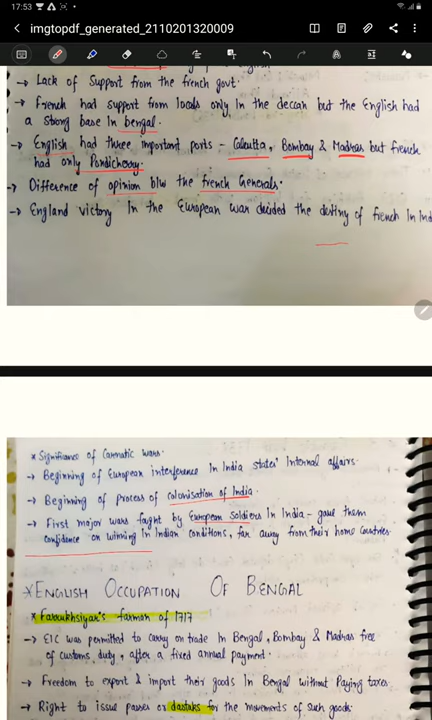 17:53
93%
imgtopdf_generated_2110201320009
→ Lack of Support from the french govt.
→ French had support from locals only in the deccan but the English had
a strong base in bengal.
→ English had three important ports - Calcutta, Bombay & Madras but french
had only Pondicherry.
→ Difference of opinion b/w the french Generals.
→ England victory in the European war decided the destiny of french in Ind
* Significance of Carnatic wars.
→ Beginning of European interference in India states' internal affairs.
→ Beginning of process of colonisation of India.
→ First major wars fought by European soldiers in India - gave them
confidence on winning in Indian conditions, far away from their home countries.
* ENGLISH OCCUPATION OF BENGAL
* Farrukhsiyar's farman of 1717
→ EIC was permitted to carry on trade in Bengal, Bombay & Madras free
of customs duty, after a fixed annual payment.
→ Freedom to export & import their goods in Bengal without Paying taxes.
→ Right to issue passes or dastaks for the movements of such goods.